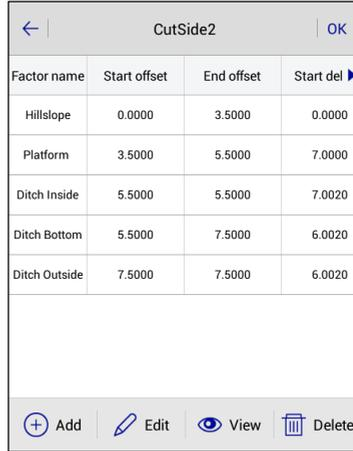 CutSide2 OK
Factor name Start offset End offset Start del
Hillslope 0.0000 3.5000 0.0000
Platform 3.5000 5.5000 7.0000
Ditch Inside 5.5000 5.5000 7.0020
Ditch Bottom 5.5000 7.5000 6.0020
Ditch Outside 7.5000 7.5000 6.0020
Add Edit View Delete